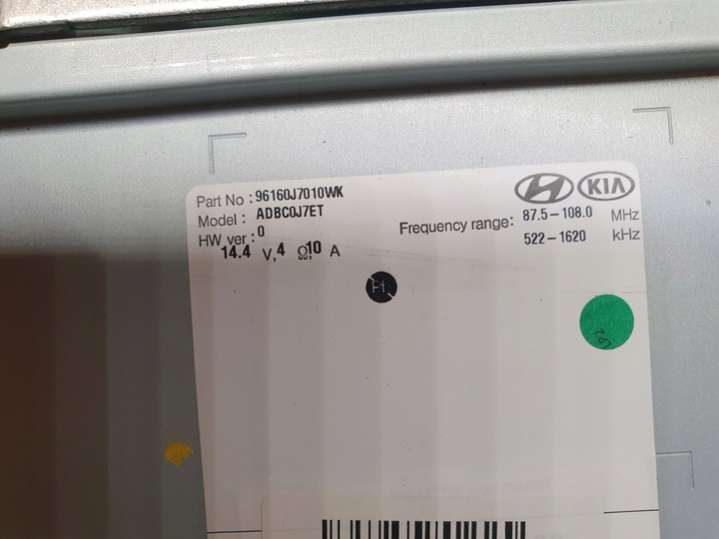 KIA
Part No : 96160J7010WK
Model : ADBC0J7ET
HW ver : 0
14.4 V,4 Ω,10 A
Frequency range: 87.5-108.0 MHz
522-1620 kHz